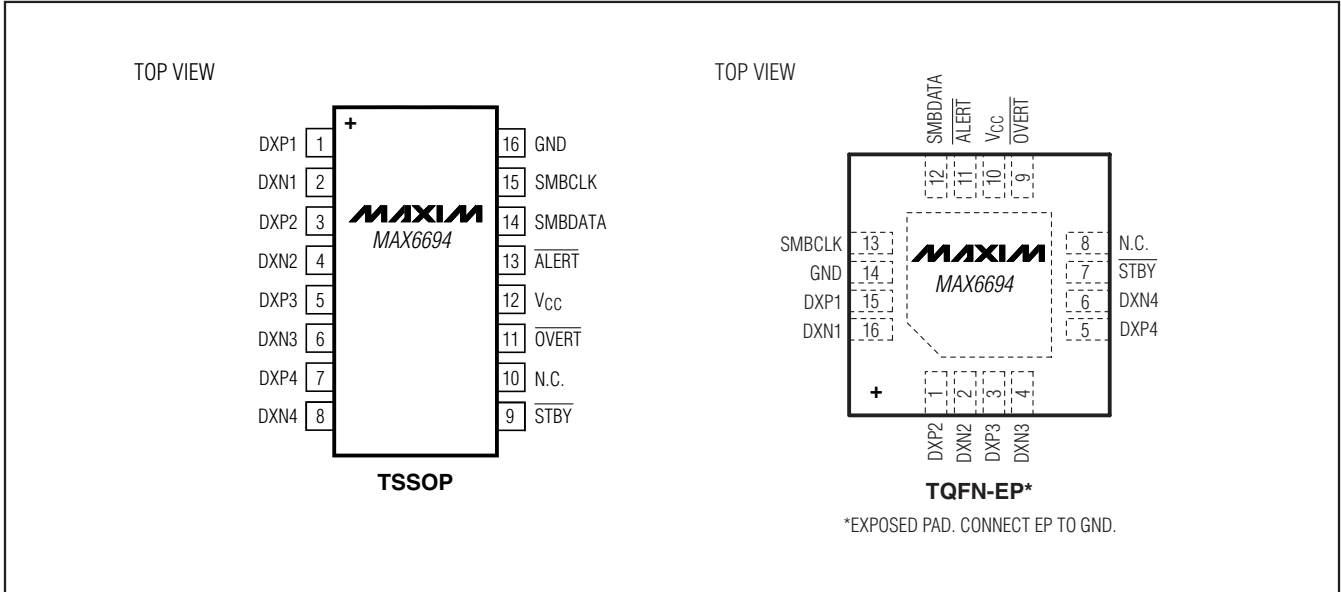 TOP VIEW
+
DXP1 1
DXN1 2
DXP2 3
DXN2 4
DXP3 5
DXN3 6
DXP4 7
DXN4 8
MAXIM
MAX6694
16 GND
15 SMBCLK
14 SMBDATA
13 ALERT
12 VCC
11 OVERT
10 N.C.
9 STBY
TSSOP
TOP VIEW
SMBDATA
ALERT
VCC
OVERT
12 11 10 9
SMBCLK 13
GND 14
DXP1 15
DXN1 16
MAXIM
MAX6694
8 N.C.
7 STBY
6 DXN4
5 DXP4
+
1 2 3 4
DXP2
DXN2
DXP3
DXN3
TQFN-EP*
*EXPOSED PAD. CONNECT EP TO GND.